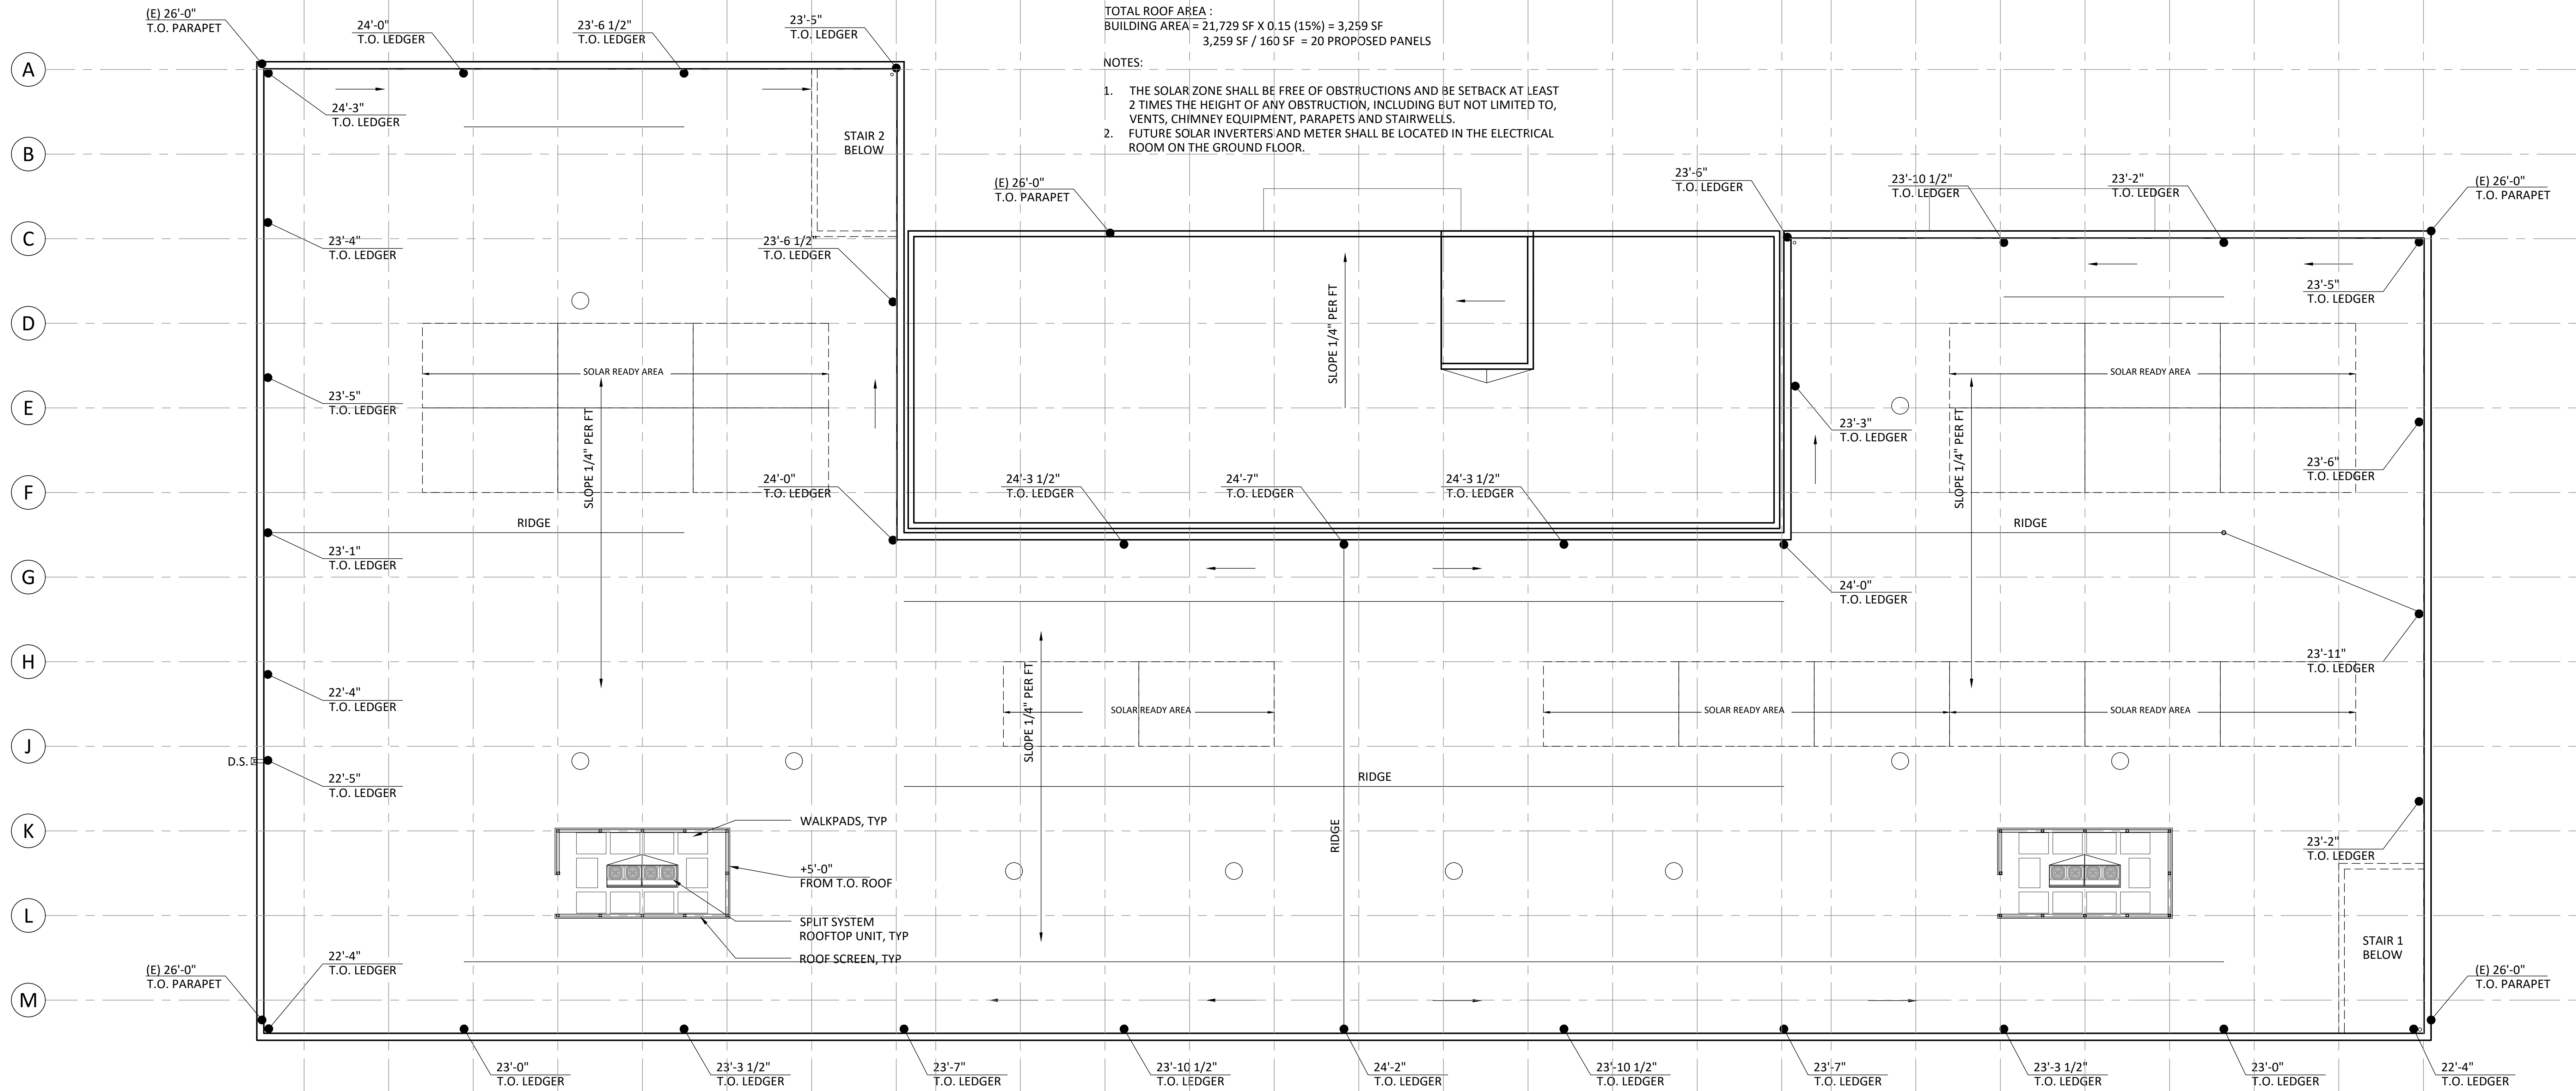 TOTAL ROOF AREA :
BUILDING AREA = 21,729 SF X 0.15 (15%) = 3,259 SF
3,259 SF / 160 SF = 20 PROPOSED PANELS
NOTES:
1. THE SOLAR ZONE SHALL BE FREE OF OBSTRUCTIONS AND BE SETBACK AT LEAST
2 TIMES THE HEIGHT OF ANY OBSTRUCTION, INCLUDING BUT NOT LIMITED TO,
VENTS, CHIMNEY EQUIPMENT, PARAPETS AND STAIRWELLS.
2. FUTURE SOLAR INVERTERS AND METER SHALL BE LOCATED IN THE ELECTRICAL
ROOM ON THE GROUND FLOOR.
(E) 26'-0"
T.O. PARAPET
24'-0"
T.O. LEDGER
23'-6 1/2"
T.O. LEDGER
23'-5"
T.O. LEDGER
A
24'-3"
T.O. LEDGER
STAIR 2
BELOW
B
(E) 26'-0"
T.O. PARAPET
23'-6"
T.O. LEDGER
23'-10 1/2"
T.O. LEDGER
23'-2"
T.O. LEDGER
(E) 26'-0"
T.O. PARAPET
C
23'-4"
T.O. LEDGER
23'-6 1/2"
T.O. LEDGER
23'-5"
T.O. LEDGER
D
SLOPE 1/4" PER FT
SOLAR READY AREA
SOLAR READY AREA
23'-5"
T.O. LEDGER
E
23'-3"
T.O. LEDGER
SLOPE 1/4" PER FT
SLOPE 1/4" PER FT
23'-6"
T.O. LEDGER
24'-0"
T.O. LEDGER
24'-3 1/2"
T.O. LEDGER
24'-7"
T.O. LEDGER
24'-3 1/2"
T.O. LEDGER
F
RIDGE
RIDGE
23'-1"
T.O. LEDGER
G
24'-0"
T.O. LEDGER
H
23'-11"
T.O. LEDGER
22'-4"
T.O. LEDGER
SLOPE 1/4" PER FT
SOLAR READY AREA
SOLAR READY AREA
SOLAR READY AREA
J
D.S.
22'-5"
T.O. LEDGER
RIDGE
WALKPADS, TYP
K
RIDGE
23'-2"
T.O. LEDGER
+5'-0"
FROM T.O. ROOF
L
SPLIT SYSTEM
ROOFTOP UNIT, TYP
ROOF SCREEN, TYP
STAIR 1
BELOW
(E) 26'-0"
T.O. PARAPET
22'-4"
T.O. LEDGER
(E) 26'-0"
T.O. PARAPET
M
23'-0"
T.O. LEDGER
23'-3 1/2"
T.O. LEDGER
23'-7"
T.O. LEDGER
23'-10 1/2"
T.O. LEDGER
24'-2"
T.O. LEDGER
23'-10 1/2"
T.O. LEDGER
23'-7"
T.O. LEDGER
23'-3 1/2"
T.O. LEDGER
23'-0"
T.O. LEDGER
22'-4"
T.O. LEDGER